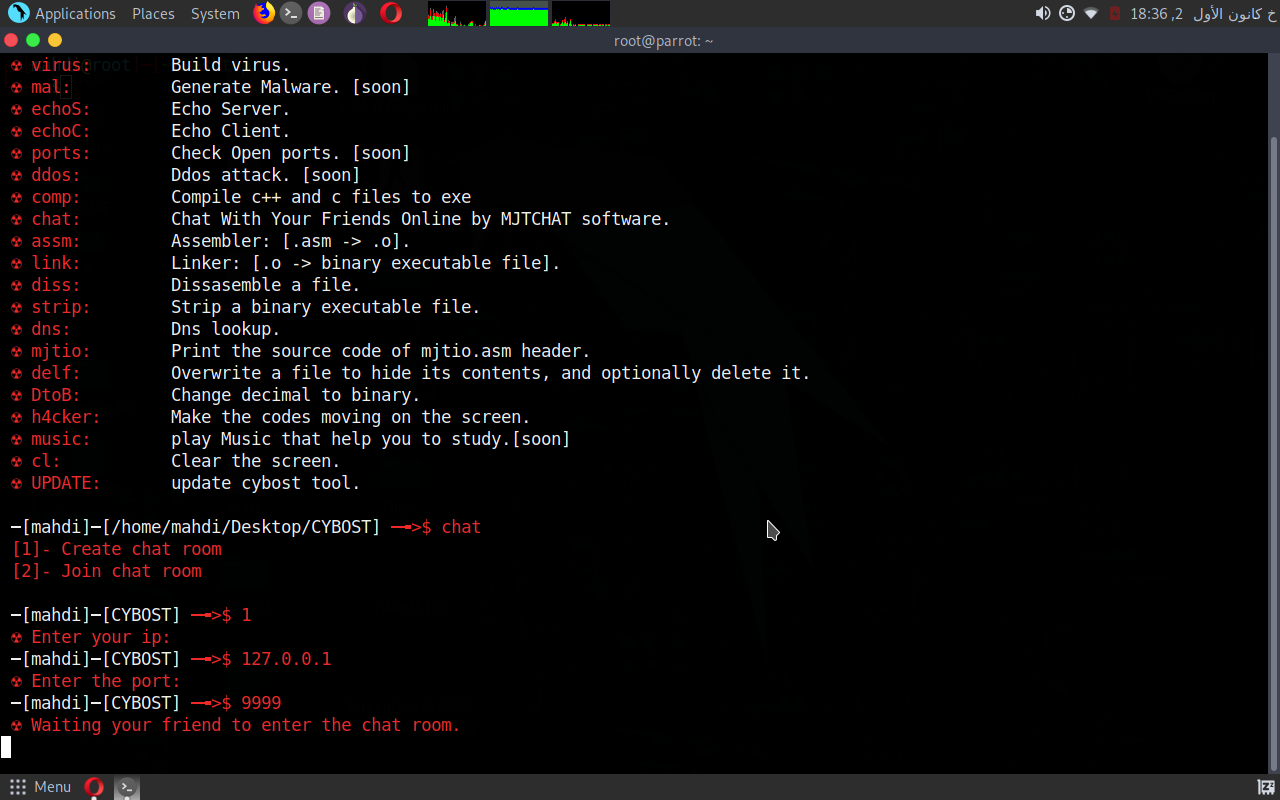 Applications Places System خ كانون الأول 2, 18:36
root@parrot: ~
☢ virus: Build virus.
☢ mal: Generate Malware. [soon]
☢ echoS: Echo Server.
☢ echoC: Echo Client.
☢ ports: Check Open ports. [soon]
☢ ddos: Ddos attack. [soon]
☢ comp: Compile c++ and c files to exe
☢ chat: Chat With Your Friends Online by MJTCHAT software.
☢ assm: Assembler: [.asm -> .o].
☢ link: Linker: [.o -> binary executable file].
☢ diss: Dissasemble a file.
☢ strip: Strip a binary executable file.
☢ dns: Dns lookup.
☢ mjtio: Print the source code of mjtio.asm header.
☢ delf: Overwrite a file to hide its contents, and optionally delete it.
☢ DtoB: Change decimal to binary.
☢ h4cker: Make the codes moving on the screen.
☢ music: play Music that help you to study.[soon]
☢ cl: Clear the screen.
☢ UPDATE: update cybost tool.
─[mahdi]─[/home/mahdi/Desktop/CYBOST] ──╼>$ chat
[1]- Create chat room
[2]- Join chat room
─[mahdi]─[CYBOST] ──╼>$ 1
☢ Enter your ip:
─[mahdi]─[CYBOST] ──╼>$ 127.0.0.1
☢ Enter the port:
─[mahdi]─[CYBOST] ──╼>$ 9999
☢ Waiting your friend to enter the chat room.
Menu